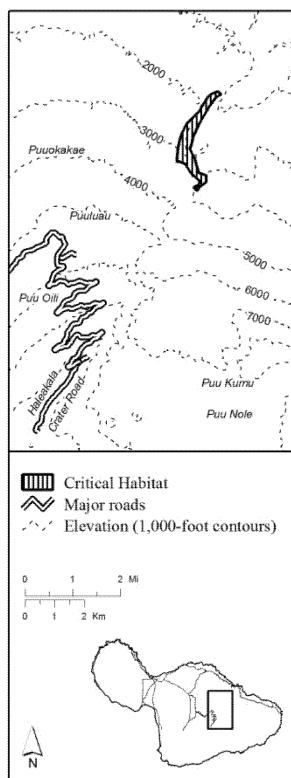 2000
3000
Puuokakae
4000
Puuluau
5000
Puu Oili
6000
7000
Haleakala
Crater Road
Puu Kumu
Puu Nole
Critical Habitat
Major roads
Elevation (1,000-foot contours)
0 1 2 Mi
0 1 2 Km
N